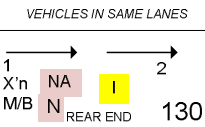 VEHICLES IN SAME LANES
1 2
X'n NA I
M/B N REAR END 130